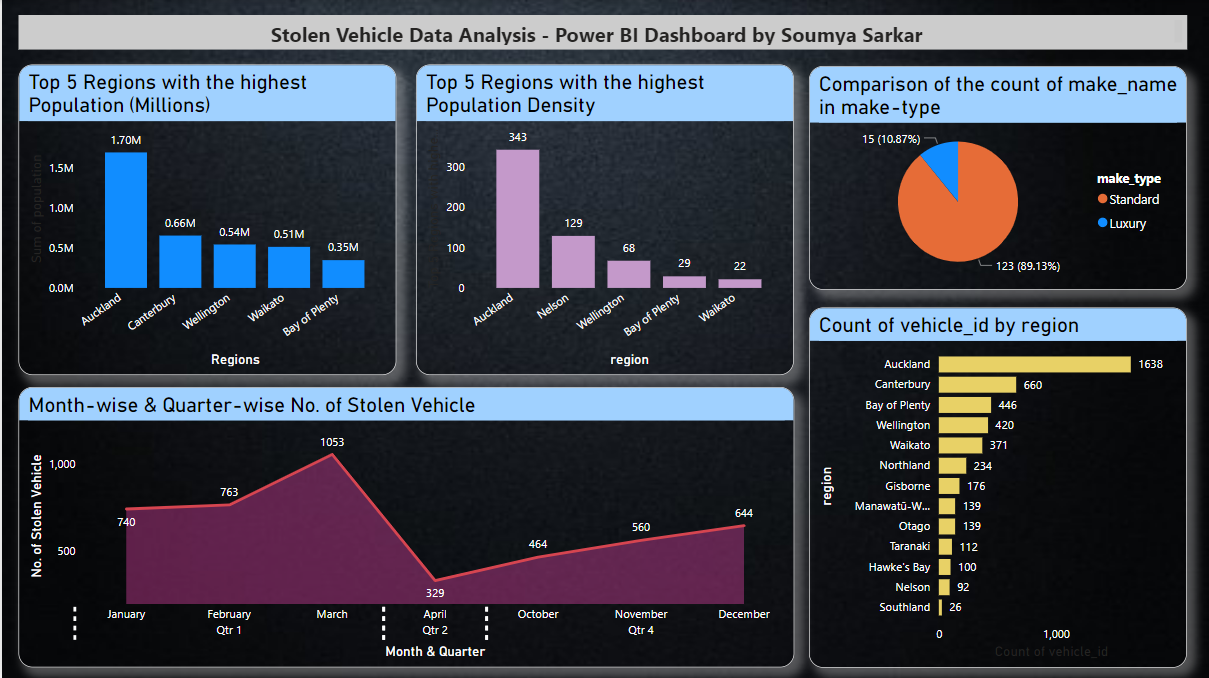 Stolen Vehicle Data Analysis - Power BI Dashboard by Soumya Sarkar
Top 5 Regions with the highest
Population (Millions)
Sum of population
1.5M
1.0M
0.5M
0.0M
1.70M
0.66M
0.54M
0.51M
0.35M
Auckland
Canterbury
Wellington
Waikato
Bay of Plenty
Regions
Top 5 Regions with the highest
Population Density
300
200
100
0
343
129
68
29
22
Auckland
Nelson
Wellington
Bay of Plenty
Waikato
region
Comparison of the count of make_name
in make-type
15 (10.87%)
123 (89.13%)
make_type
Standard
Luxury
Month-wise & Quarter-wise No. of Stolen Vehicle
No. of Stolen Vehicle
1,000
500
740
763
1053
329
464
560
644
January
February
March
April
October
November
December
Qtr 1
Qtr 2
Qtr 4
Month & Quarter
Count of vehicle_id by region
region
Auckland 1638
Canterbury 660
Bay of Plenty 446
Wellington 420
Waikato 371
Northland 234
Gisborne 176
Manawatū-W... 139
Otago 139
Taranaki 112
Hawke's Bay 100
Nelson 92
Southland 26
0 1,000
Count of vehicle_id